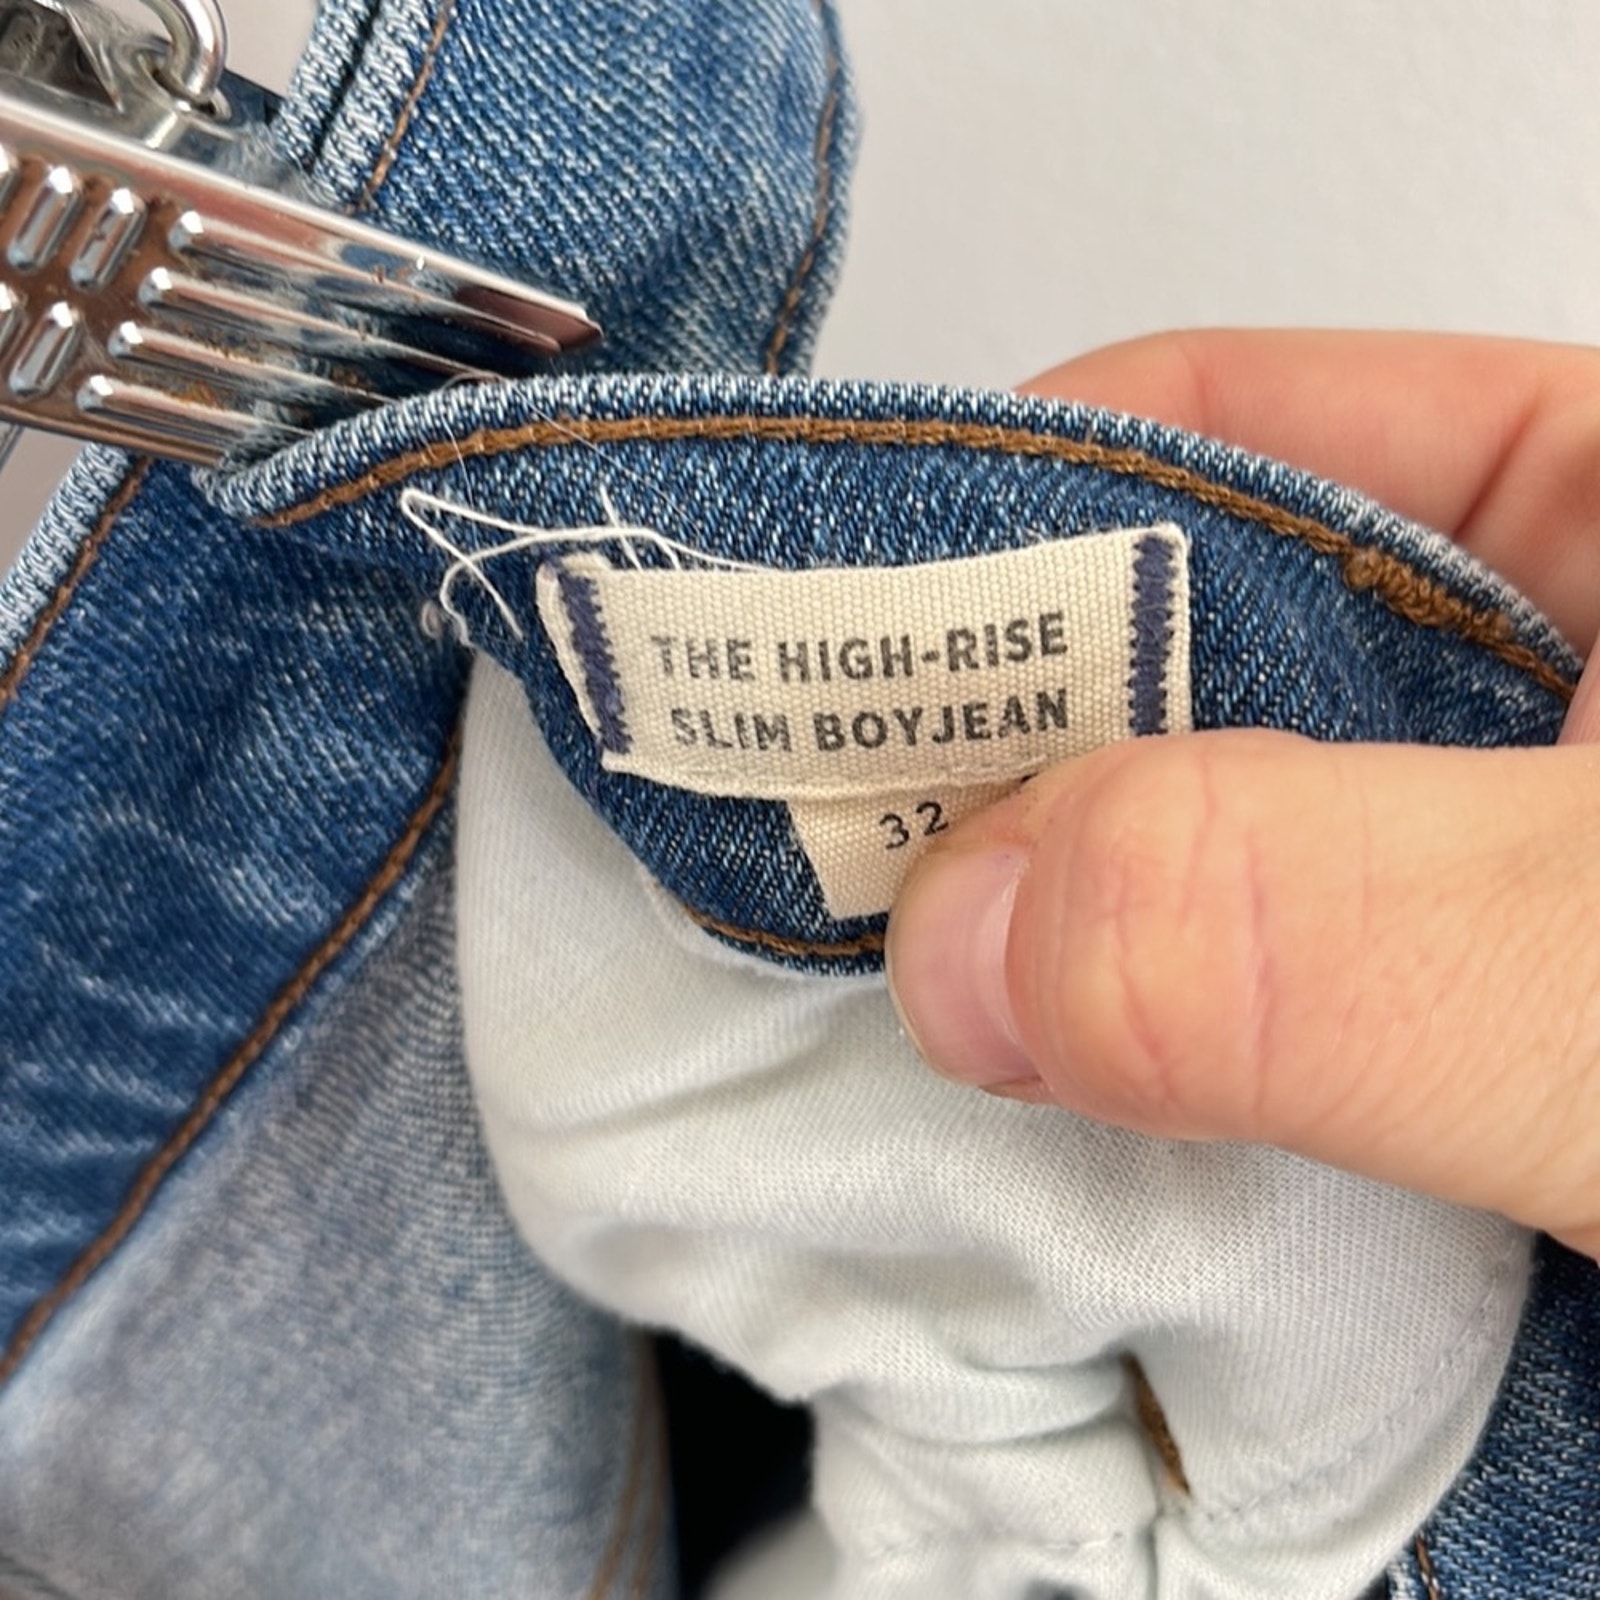 THE HIGH-RISE
SLIM BOYJEAN
32